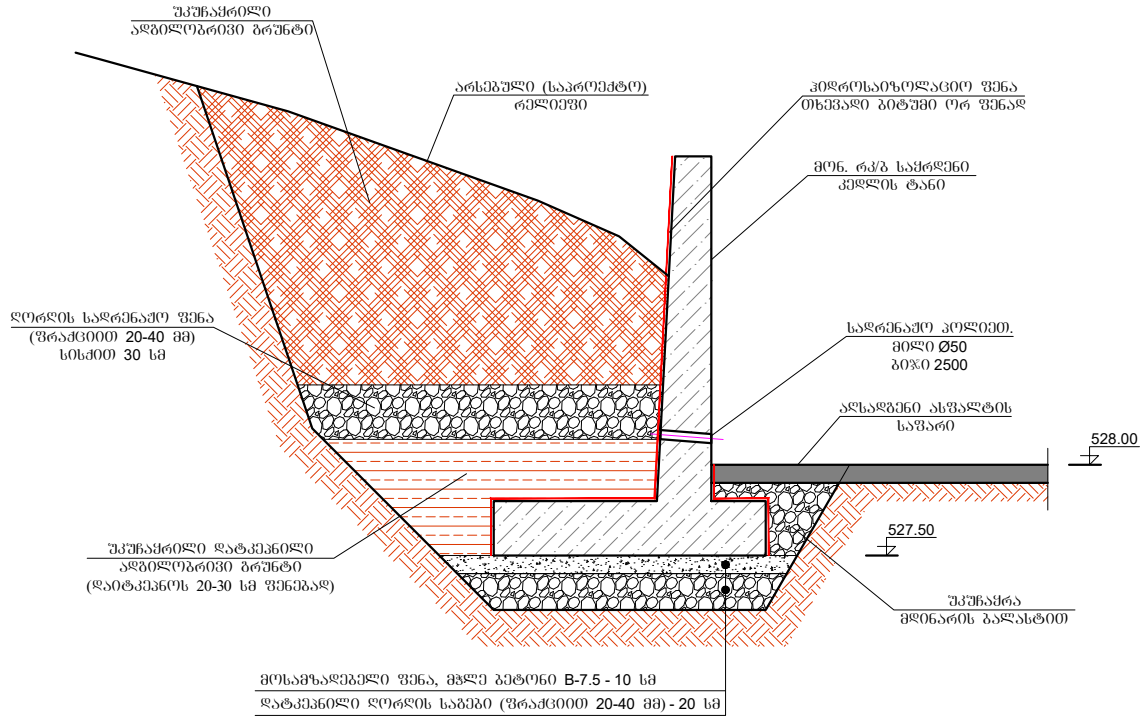 უკუჩაყრილი
ადგილობრივი გრუნტი
არსებული (საპროექტო)
რელიეფი
ჰიდროსაიზოლაციო ფენა
თხევადი ბიტუმი ორ ფენად
მონ. რკ/ბ საყრდენი
კედლის ტანი
ღორღის სადრენაჟო ფენა
(ფრაქციით 20-40 მმ)
სისქით 30 სმ
სადრენაჟო პოლიეთ.
მილი Ø50
ბიჯი 2500
აღსადგენი ასფალტის
საფარი
528.00
527.50
უკუჩაყრილი დატკეპნილი
ადგილობრივი გრუნტი
(დაიტკეპნოს 20-30 სმ ფენებად)
უკუჩაყრა
მდინარის ბალასტით
მოსამზადებელი ფენა, მჭლე ბეტონი B-7.5 - 10 სმ
დატკეპნილი ღორღის საგები (ფრაქციით 20-40 მმ) - 20 სმ